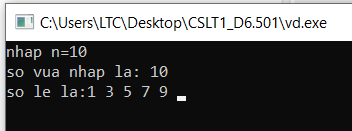 C:\Users\LTC\Desktop\CSLT1_D6.501\vd.exe
nhap n=10
so vua nhap la: 10
so le la:1 3 5 7 9